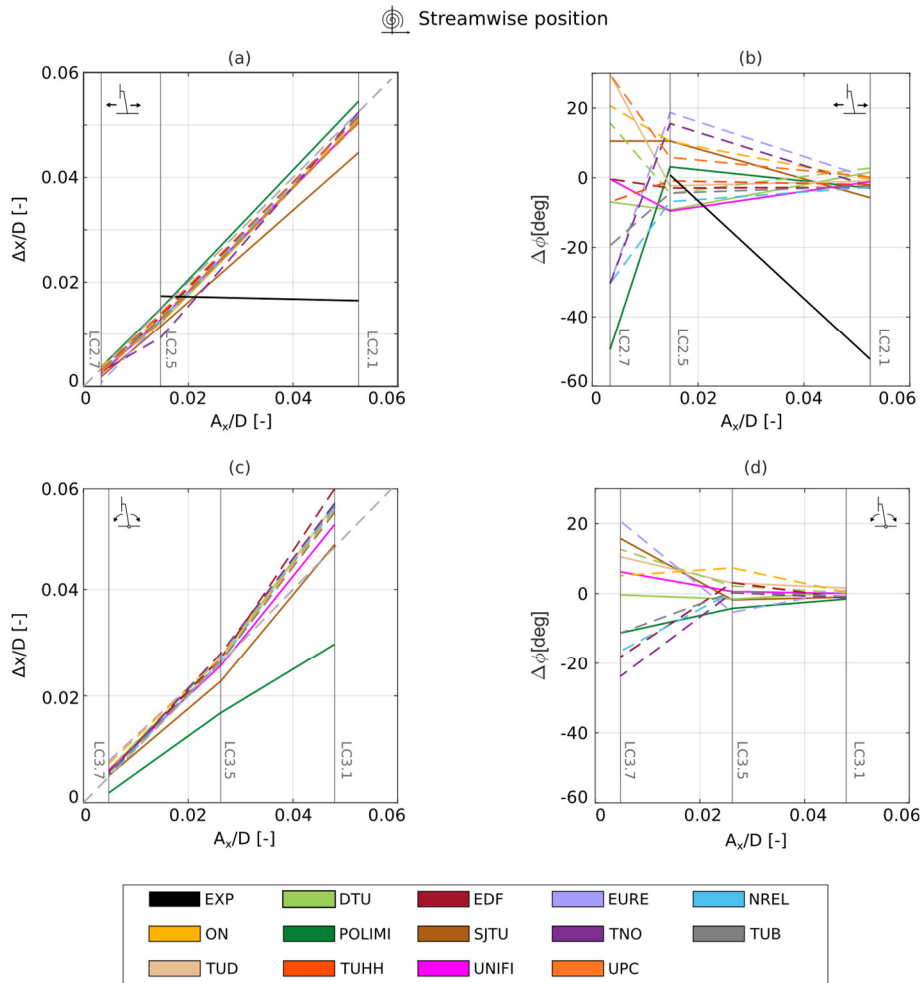 Streamwise position
(a)
(b)
0.06
0.04
0.02
0
Δx/D [-]
LC2.7
LC2.5
LC2.1
0
0.02
0.04
0.06
Aₓ/D [-]
20
0
-20
-40
-60
Δϕ[deg]
LC2.7
LC2.5
LC2.1
0
0.02
0.04
0.06
Aₓ/D [-]
(c)
(d)
0.06
0.04
0.02
0
Δx/D [-]
LC3.7
LC3.5
LC3.1
0
0.02
0.04
0.06
Aₓ/D [-]
20
0
-20
-40
-60
Δϕ[deg]
LC3.7
LC3.5
LC3.1
0
0.02
0.04
0.06
Aₓ/D [-]
EXP DTU EDF EURE NREL
ON POLIMI SJTU TNO TUB
TUD TUHH UNIFI UPC